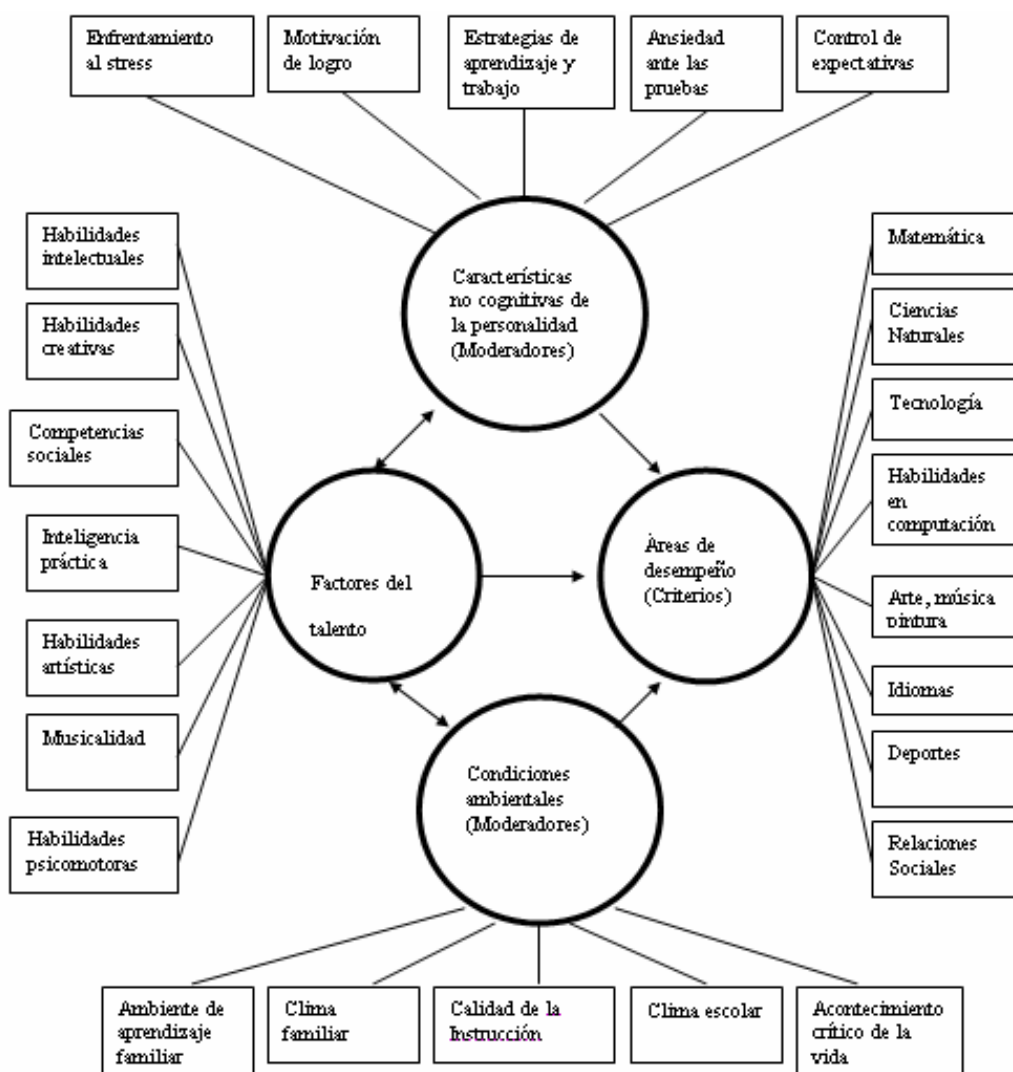 Enfrentamiento
al stress
Motivación
de logro
Estrategias de
aprendizaje y
trabajo
Ansiedad
ante las
pruebas
Control de
expectativas
Características
no cognitivas de
la personalidad
(Moderadores)
Habilidades
intelectuales
Habilidades
creativas
Competencias
sociales
Inteligencia
práctica
Habilidades
artísticas
Musicalidad
Habilidades
psicomotoras
Factores del
talento
Áreas de
desempeño
(Criterios)
Matemática
Ciencias
Naturales
Tecnología
Habilidades
en
computación
Arte, música
pintura
Idiomas
Deportes
Relaciones
Sociales
Condiciones
ambientales
(Moderadores)
Ambiente de
aprendizaje
familiar
Clima
familiar
Calidad de la
Instrucción
Clima escolar
Acontecimiento
crítico de la
vida